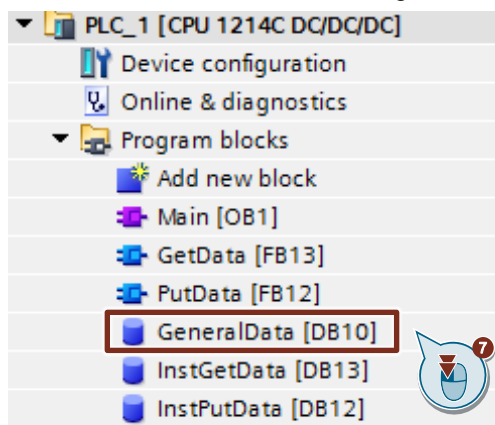 PLC_1 [CPU 1214C DC/DC/DC]
Device configuration
Online & diagnostics
Program blocks
Add new block
Main [OB1]
GetData [FB13]
PutData [FB12]
GeneralData [DB10]
7
InstGetData [DB13]
InstPutData [DB12]